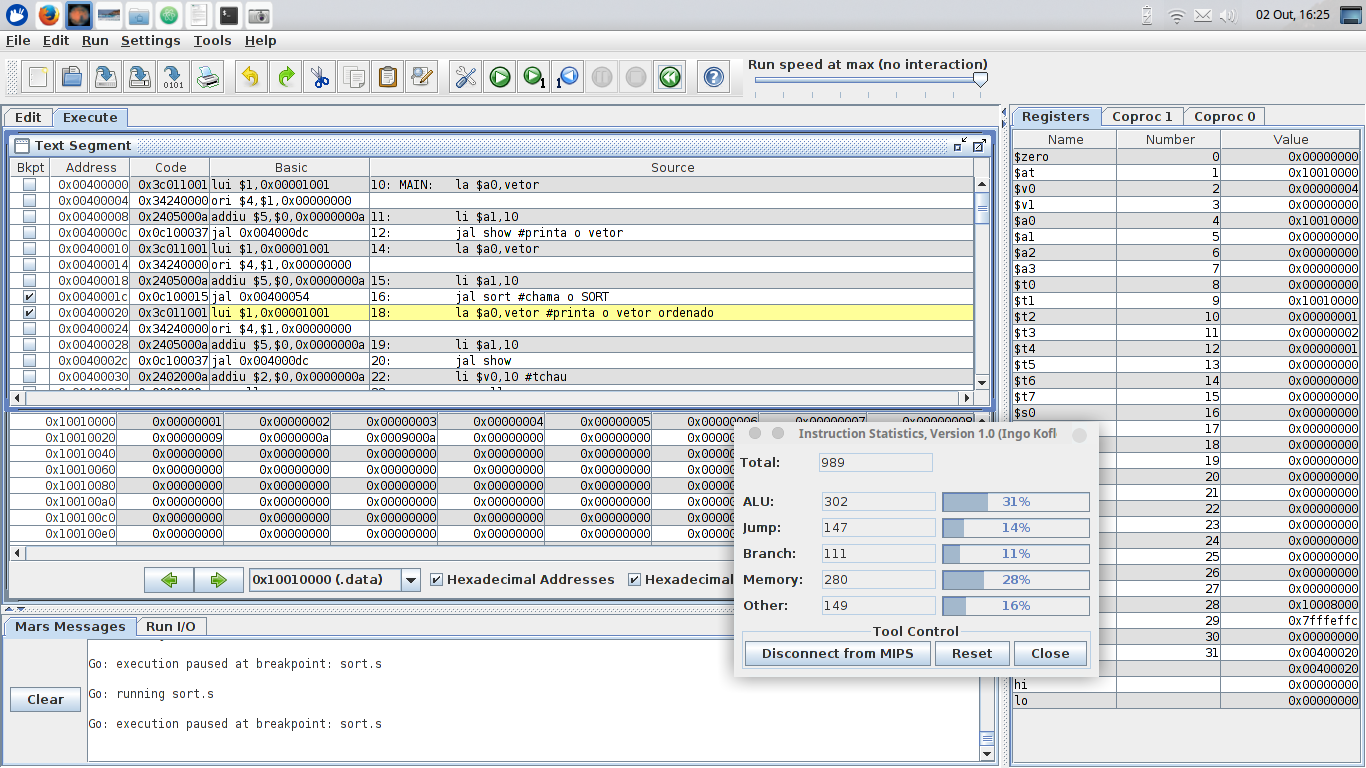 02 Out, 16:25
File Edit Run Settings Tools Help
Run speed at max (no interaction)
Edit Execute
Text Segment
Bkpt Address Code Basic Source
0x00400000 0x3c011001 lui $1,0x00001001 10: MAIN: la $a0,vetor
0x00400004 0x34240000 ori $4,$1,0x00000000
0x00400008 0x2405000a addiu $5,$0,0x0000000a 11: li $a1,10
0x0040000c 0x0c100037 jal 0x004000dc 12: jal show #printa o vetor
0x00400010 0x3c011001 lui $1,0x00001001 14: la $a0,vetor
0x00400014 0x34240000 ori $4,$1,0x00000000
0x00400018 0x2405000a addiu $5,$0,0x0000000a 15: li $a1,10
0x0040001c 0x0c100015 jal 0x00400054 16: jal sort #chama o SORT
0x00400020 0x3c011001 lui $1,0x00001001 18: la $a0,vetor #printa o vetor ordenado
0x00400024 0x34240000 ori $4,$1,0x00000000
0x00400028 0x2405000a addiu $5,$0,0x0000000a 19: li $a1,10
0x0040002c 0x0c100037 jal 0x004000dc 20: jal show
0x00400030 0x2402000a addiu $2,$0,0x0000000a 22: li $v0,10 #tchau
0x10010000 0x00000001 0x00000002 0x00000003 0x00000004 0x00000005 0x00000006 0x00000007 0x00000008
0x10010020 0x00000009 0x0000000a 0x0009000a 0x00000000 0x00000000 0x0000
0x10010040 0x00000000 0x00000000 0x00000000 0x00000000 0x00000000 0x0000
0x10010060 0x00000000 0x00000000 0x00000000 0x00000000 0x00000000 0x0000
0x10010080 0x00000000 0x00000000 0x00000000 0x00000000 0x00000000 0x0000
0x100100a0 0x00000000 0x00000000 0x00000000 0x00000000 0x00000000 0x0000
0x100100c0 0x00000000 0x00000000 0x00000000 0x00000000 0x00000000 0x0000
0x100100e0 0x00000000 0x00000000 0x00000000 0x00000000 0x00000000 0x0000
0x10010000 (.data) Hexadecimal Addresses Hexadecimal
Mars Messages Run I/O
Go: execution paused at breakpoint: sort.s
Go: running sort.s
Go: execution paused at breakpoint: sort.s
Clear
Instruction Statistics, Version 1.0 (Ingo Kofl
Total: 989
ALU: 302 31%
Jump: 147 14%
Branch: 111 11%
Memory: 280 28%
Other: 149 16%
Tool Control
Disconnect from MIPS Reset Close
Registers Coproc 1 Coproc 0
Name Number Value
$zero 0 0x00000000
$at 1 0x10010000
$v0 2 0x00000004
$v1 3 0x00000000
$a0 4 0x10010000
$a1 5 0x00000000
$a2 6 0x00000000
$a3 7 0x00000000
$t0 8 0x00000000
$t1 9 0x10010000
$t2 10 0x00000001
$t3 11 0x00000002
$t4 12 0x00000001
$t5 13 0x00000000
$t6 14 0x00000000
$t7 15 0x00000000
$s0 16 0x00000000
17 0x00000000
18 0x00000000
19 0x00000000
20 0x00000000
21 0x00000000
22 0x00000000
23 0x00000000
24 0x00000000
25 0x00000000
26 0x00000000
27 0x00000000
28 0x10008000
29 0x7fffeffc
30 0x00000000
31 0x00400020
0x00400020
hi 0x00000000
lo 0x00000000